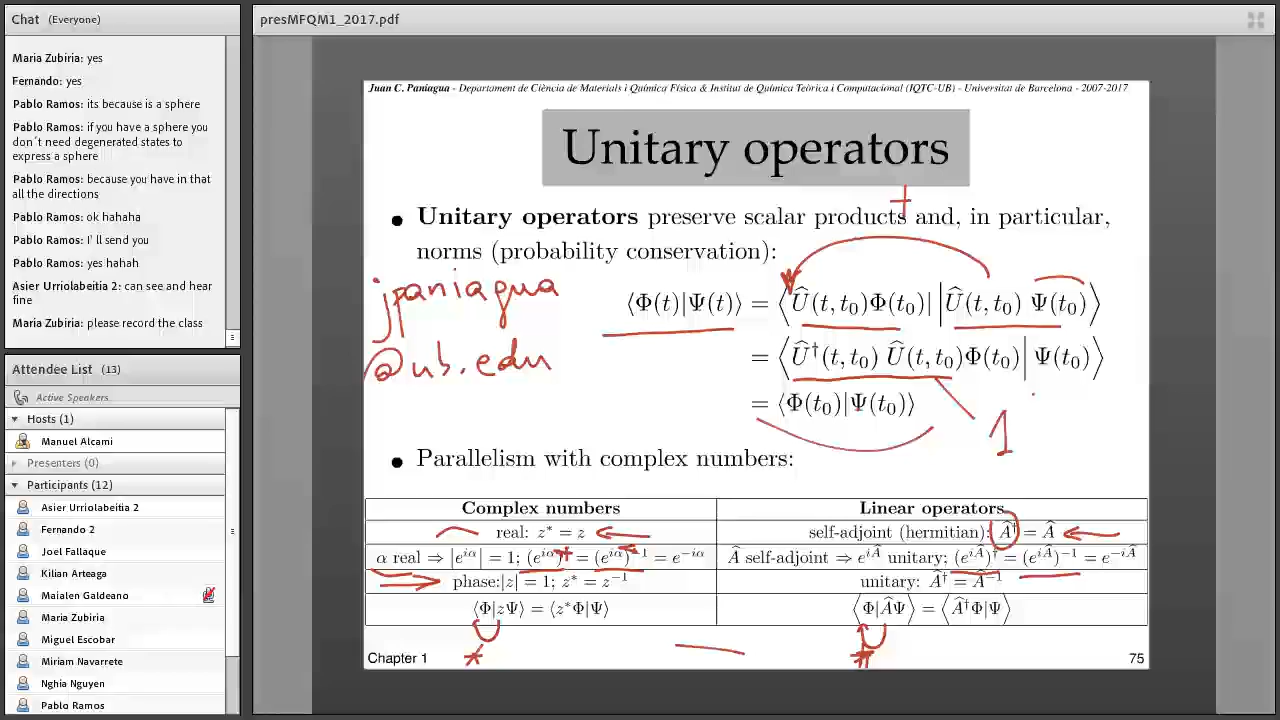 Chat (Everyone)
Maria Zubiria: yes
Fernando: yes
Pablo Ramos: its because is a sphere
Pablo Ramos: if you have a sphere you
don´t need degenerated states to
express a sphere
Pablo Ramos: because you have in that
all the directions
Pablo Ramos: ok hahaha
Pablo Ramos: I' ll send you
Pablo Ramos: yes hahah
Asier Urriolabeitia 2: can see and hear
fine
Maria Zubiria: please record the class
Attendee List (13)
Active Speakers
Hosts (1)
Manuel Alcami
Presenters (0)
Participants (12)
Asier Urriolabeitia 2
Fernando 2
Joel Fallaque
Kilian Arteaga
Maialen Galdeano
Maria Zubiria
Miguel Escobar
Miriam Navarrete
Nghia Nguyen
Pablo Ramos
presMFQM1_2017.pdf
Juan C. Paniagua - Departament de Ciència de Materials i Química Física & Institut de Química Teòrica i Computacional (IQTC-UB) - Universitat de Barcelona - 2007-2017
Unitary operators
† 
• Unitary operators preserve scalar products and, in particular,
norms (probability conservation):
jpaniagua
@ub.edu
⟨Φ(t)|Ψ(t)⟩ = ⟨Û(t, t₀)Φ(t₀)| |Û(t, t₀) Ψ(t₀)⟩
= ⟨Û†(t, t₀) Û(t, t₀)Φ(t₀)| Ψ(t₀)⟩
= ⟨Φ(t₀)|Ψ(t₀)⟩
1
• Parallelism with complex numbers:
Complex numbers Linear operators
real: z* = z self-adjoint (hermitian): Â† = Â
α real ⇒ |e^{iα}| = 1; (e^{iα})* = (e^{iα})^{-1} = e^{-iα} Â self-adjoint ⇒ e^{iÂ} unitary; (e^{iÂ})† = (e^{iÂ})^{-1} = e^{-iÂ}
phase:|z| = 1; z* = z^{-1} unitary: Â† = Â^{-1}
⟨Φ|zΨ⟩ = ⟨z*Φ|Ψ⟩ ⟨Φ|ÂΨ⟩ = ⟨Â†Φ|Ψ⟩
* *
Chapter 1 75